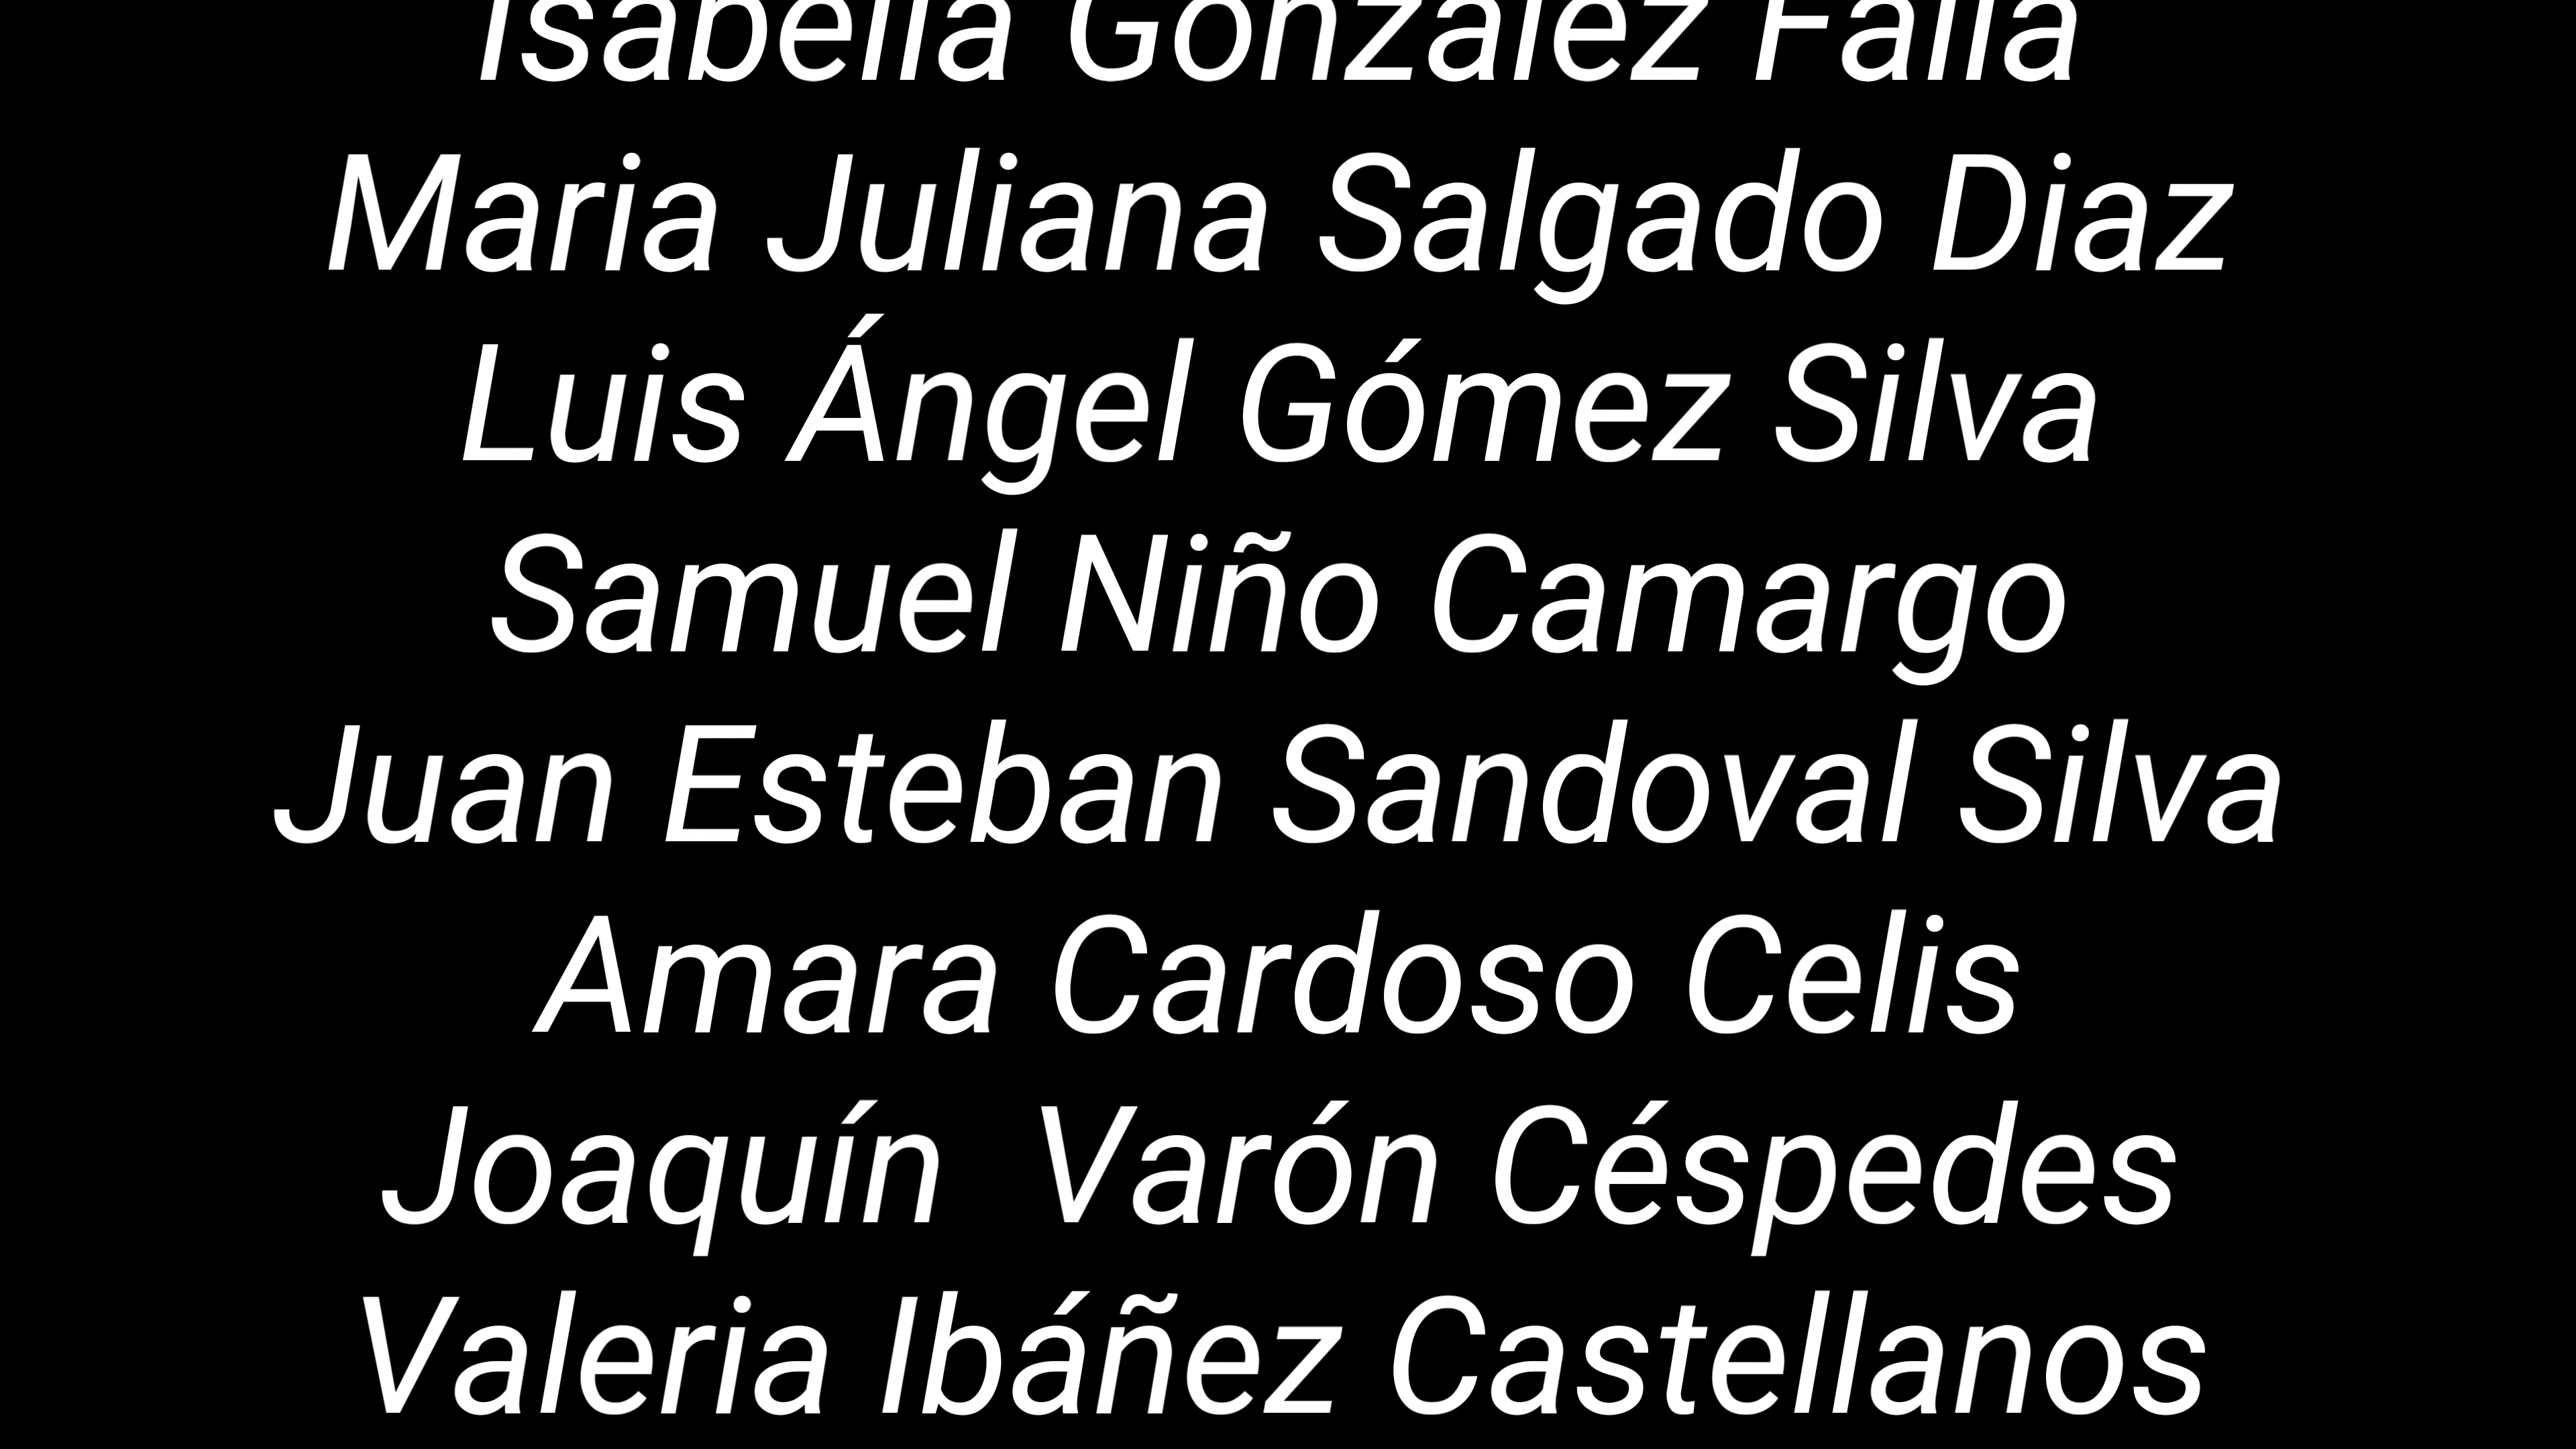 Isabella Gonzalez Falla
Maria Juliana Salgado Diaz
Luis Ángel Gómez Silva
Samuel Niño Camargo
Juan Esteban Sandoval Silva
Amara Cardoso Celis
Joaquín  Varón Céspedes
Valeria Ibáñez Castellanos